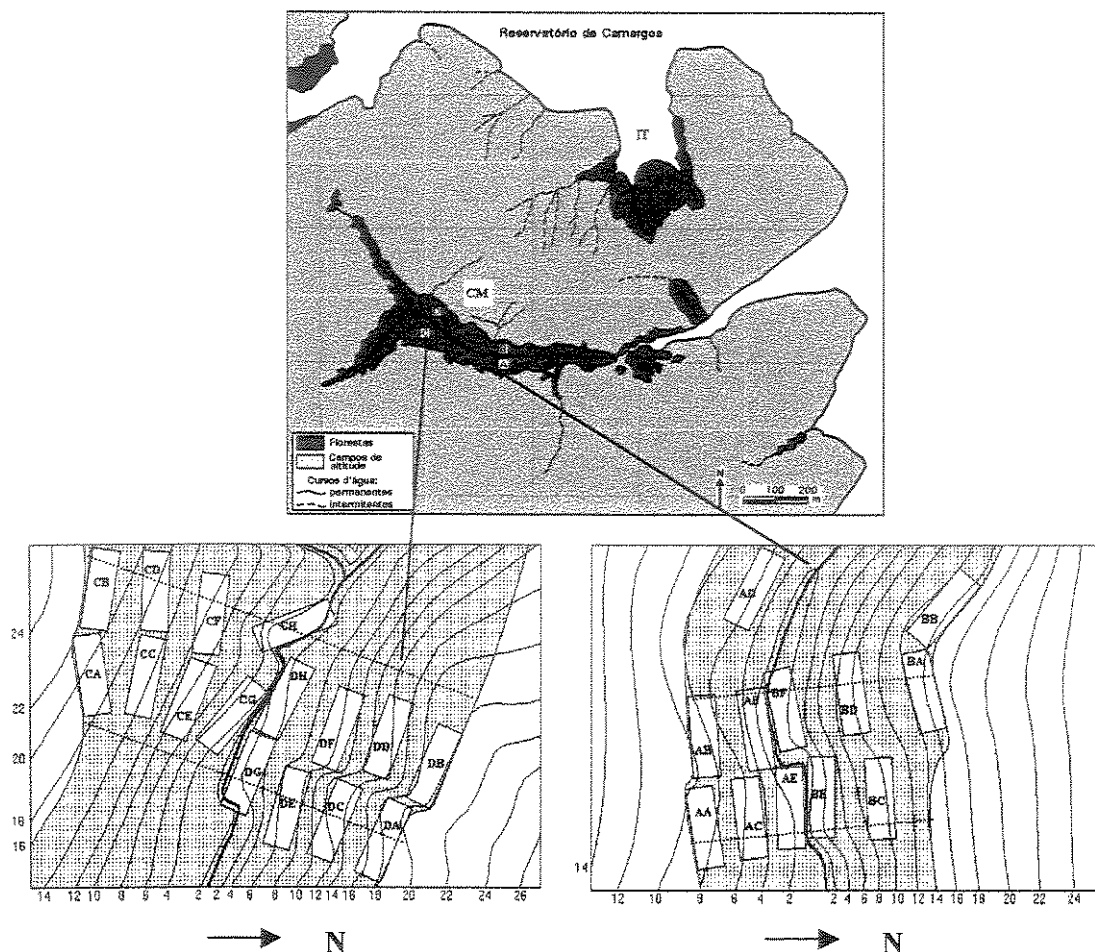 Reservatório de Camargos
IT
CM
Florestas
Campos de
altitude
Cursos d'água:
permanentes
intermitentes
N
0 100 200
m
CB CD CF CH
CA CC CE CG DH DF DD DB
DG DE DC DA
24
22
20
18
16
14 12 10 8 6 4 2 2 4 6 8 10 12 14 16 18 20 22 24 26
N
AD BB
AB BF BD BA
AA AC AE BE BC
14
12 10 8 6 4 2 2 4 6 8 10 12 14 16 18 20 22 24
N